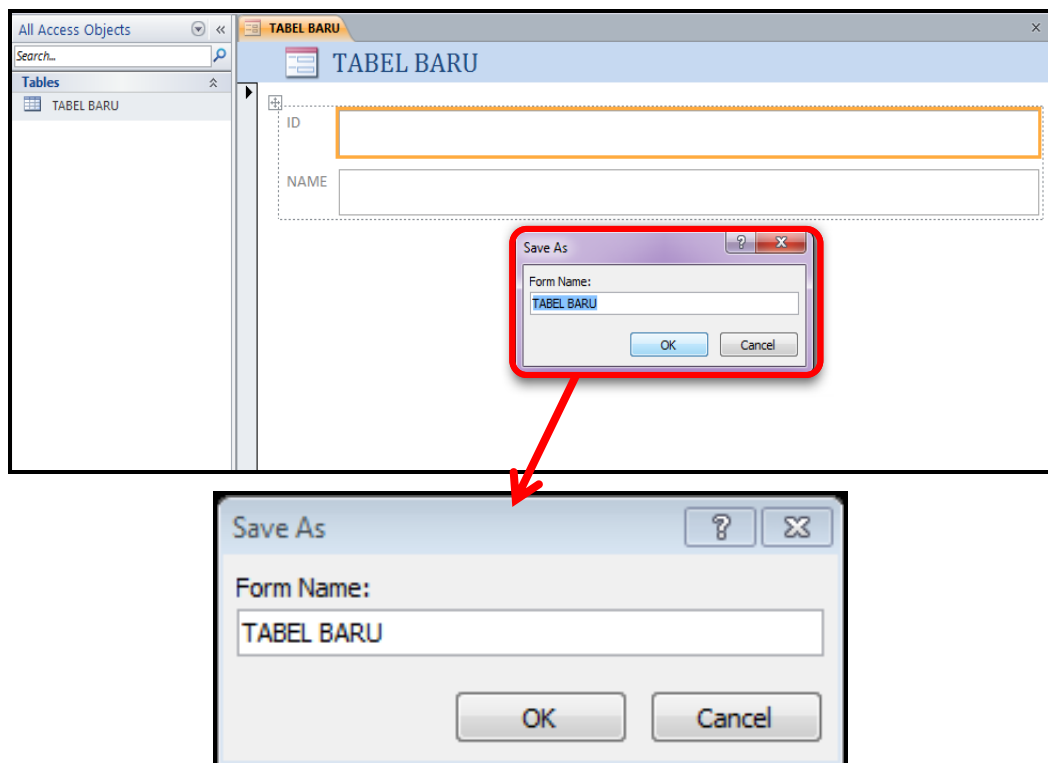 All Access Objects
Search...
Tables
TABEL BARU
TABEL BARU
TABEL BARU
ID
NAME
Save As
Form Name:
TABEL BARU
OK
Cancel
Save As
Form Name:
TABEL BARU
OK
Cancel